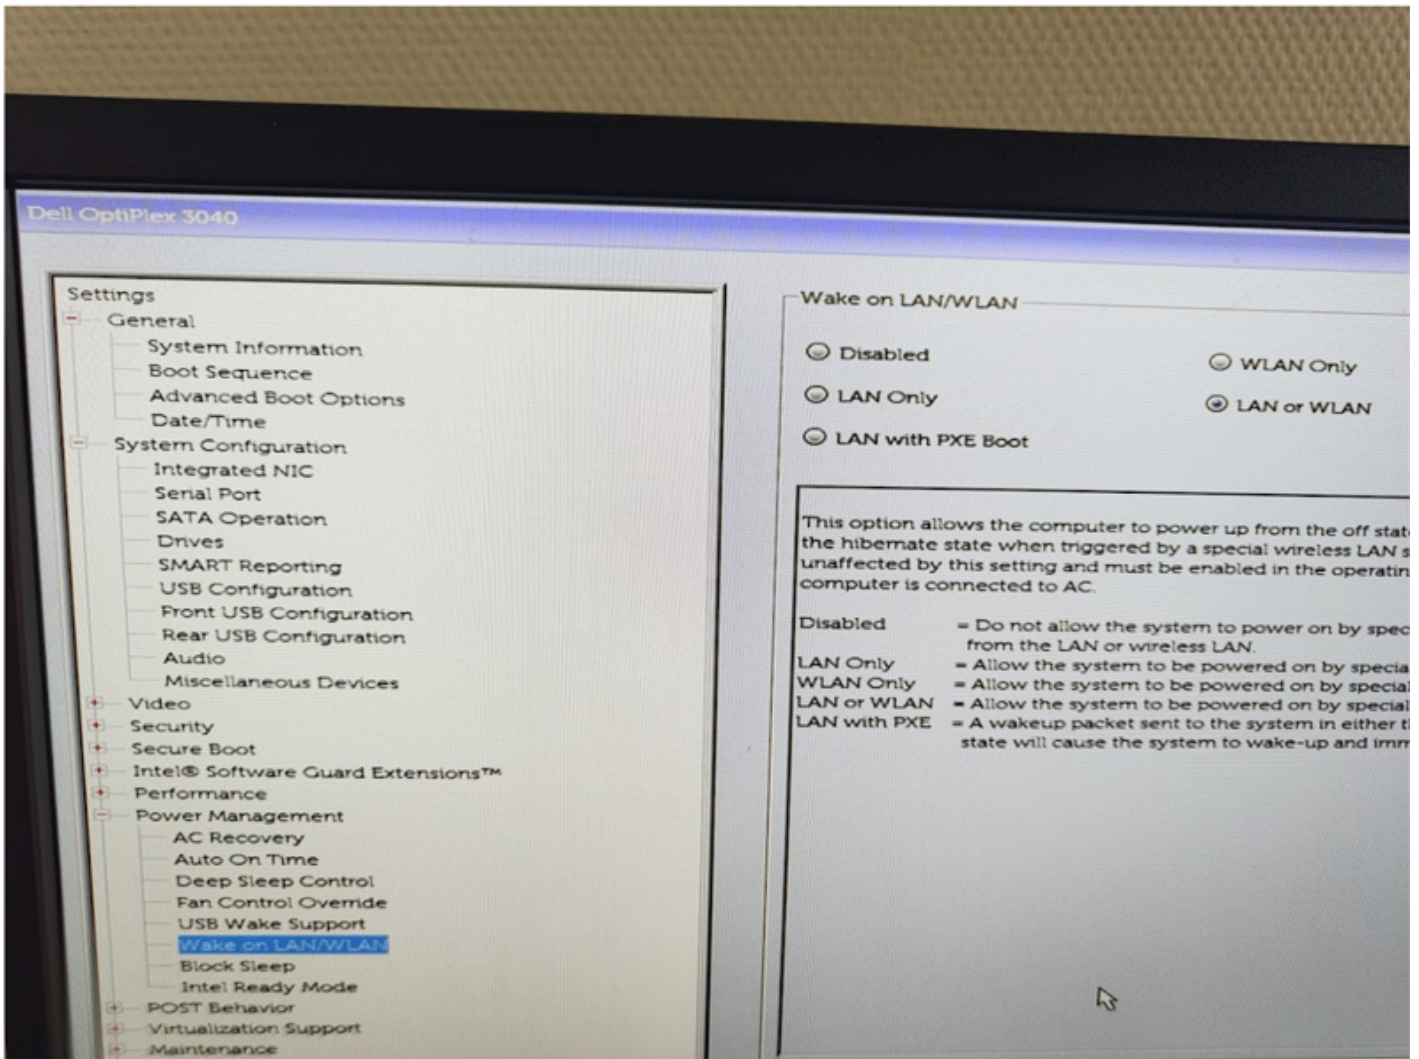 Dell OptiPlex 3040
Settings
General
System Information
Boot Sequence
Advanced Boot Options
Date/Time
System Configuration
Integrated NIC
Serial Port
SATA Operation
Drives
SMART Reporting
USB Configuration
Front USB Configuration
Rear USB Configuration
Audio
Miscellaneous Devices
Video
Security
Secure Boot
Intel® Software Guard Extensions™
Performance
Power Management
AC Recovery
Auto On Time
Deep Sleep Control
Fan Control Override
USB Wake Support
Wake on LAN/WLAN
Block Sleep
Intel Ready Mode
POST Behavior
Virtualization Support
Maintenance
Wake on LAN/WLAN
Disabled
WLAN Only
LAN Only
LAN or WLAN
LAN with PXE Boot
This option allows the computer to power up from the off stat
the hibernate state when triggered by a special wireless LAN s
unaffected by this setting and must be enabled in the operatin
computer is connected to AC.
Disabled = Do not allow the system to power on by spec
from the LAN or wireless LAN.
LAN Only = Allow the system to be powered on by specia
WLAN Only = Allow the system to be powered on by special
LAN or WLAN = Allow the system to be powered on by special
LAN with PXE = A wakeup packet sent to the system in either t
state will cause the system to wake-up and imm